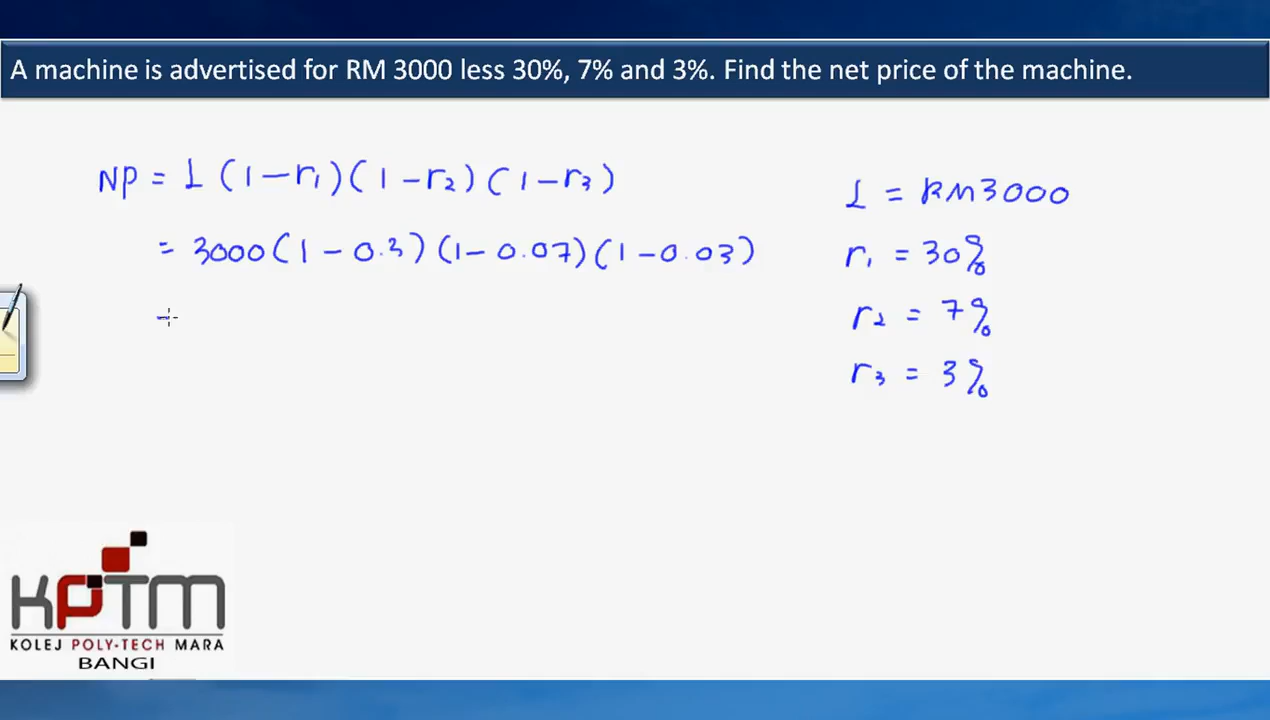 A machine is advertised for RM 3000 less 30%, 7% and 3%. Find the net price of the machine.
NP = L (1-r₁)(1-r₂)(1-r₃)
= 3000(1-0.3)(1-0.07)(1-0.03)
L = RM3000
r₁ = 30%
r₂ = 7%
r₃ = 3%
KPTM
KOLEJ POLY-TECH MARA
BANGI